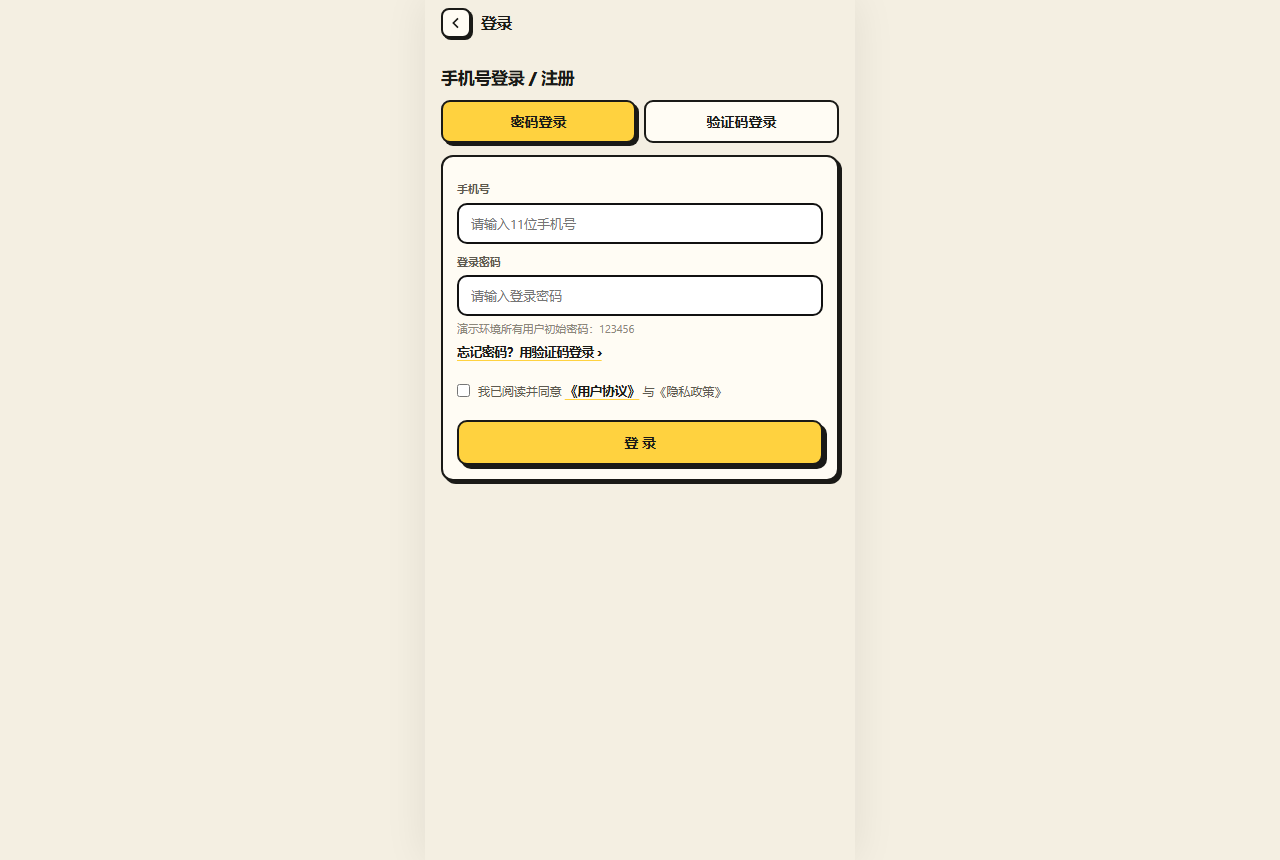 登录
手机号登录 / 注册
密码登录
验证码登录
手机号
请输入11位手机号
登录密码
请输入登录密码
演示环境所有用户初始密码：123456
忘记密码？用验证码登录 ›
我已阅读并同意 《用户协议》 与《隐私政策》
登 录